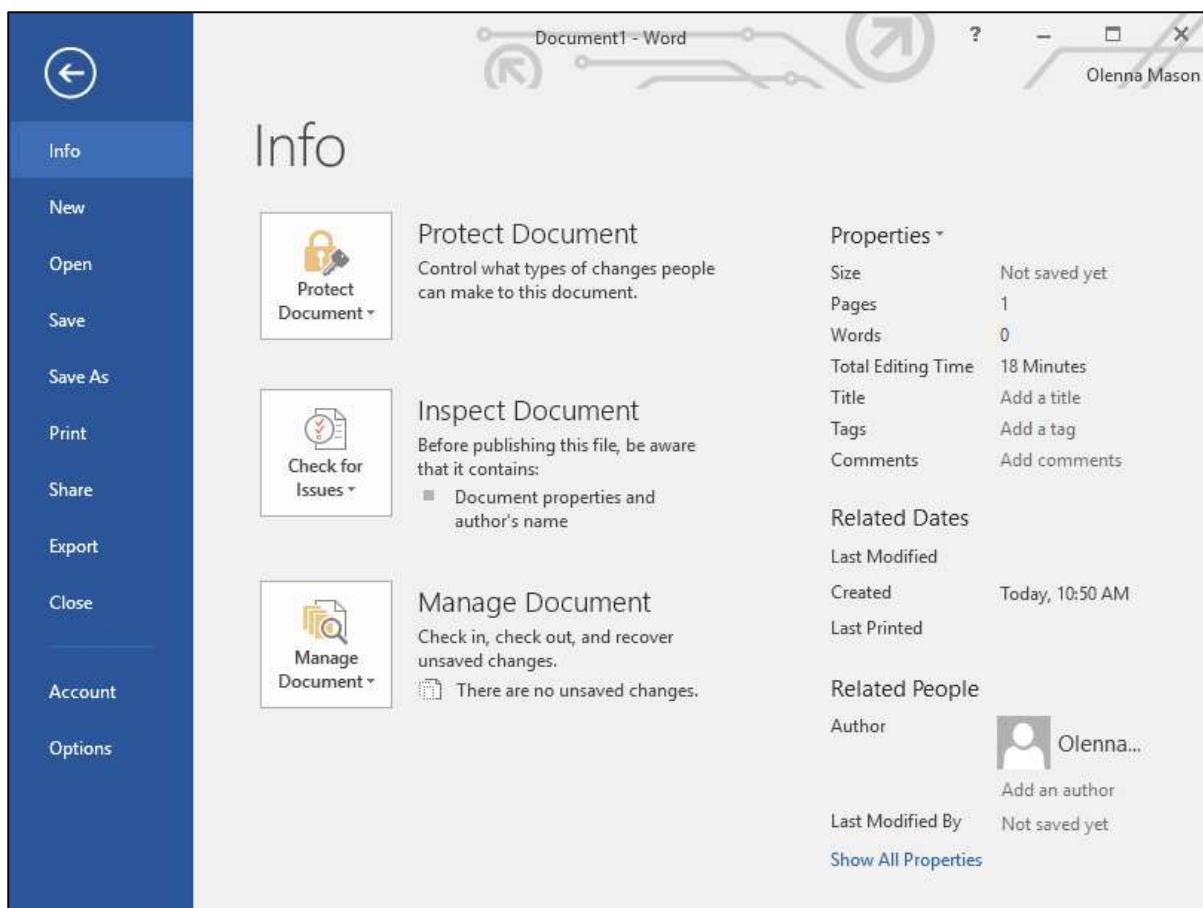 Document1 - Word
?
Olenna Mason
Info
New
Open
Save
Save As
Print
Share
Export
Close
Account
Options
Info
Protect
Document
Protect Document
Control what types of changes people
can make to this document.
Check for
Issues
Inspect Document
Before publishing this file, be aware
that it contains:
Document properties and
author's name
Manage
Document
Manage Document
Check in, check out, and recover
unsaved changes.
There are no unsaved changes.
Properties
Size Not saved yet
Pages 1
Words 0
Total Editing Time 18 Minutes
Title Add a title
Tags Add a tag
Comments Add comments
Related Dates
Last Modified
Created Today, 10:50 AM
Last Printed
Related People
Author
Olenna...
Add an author
Last Modified By Not saved yet
Show All Properties